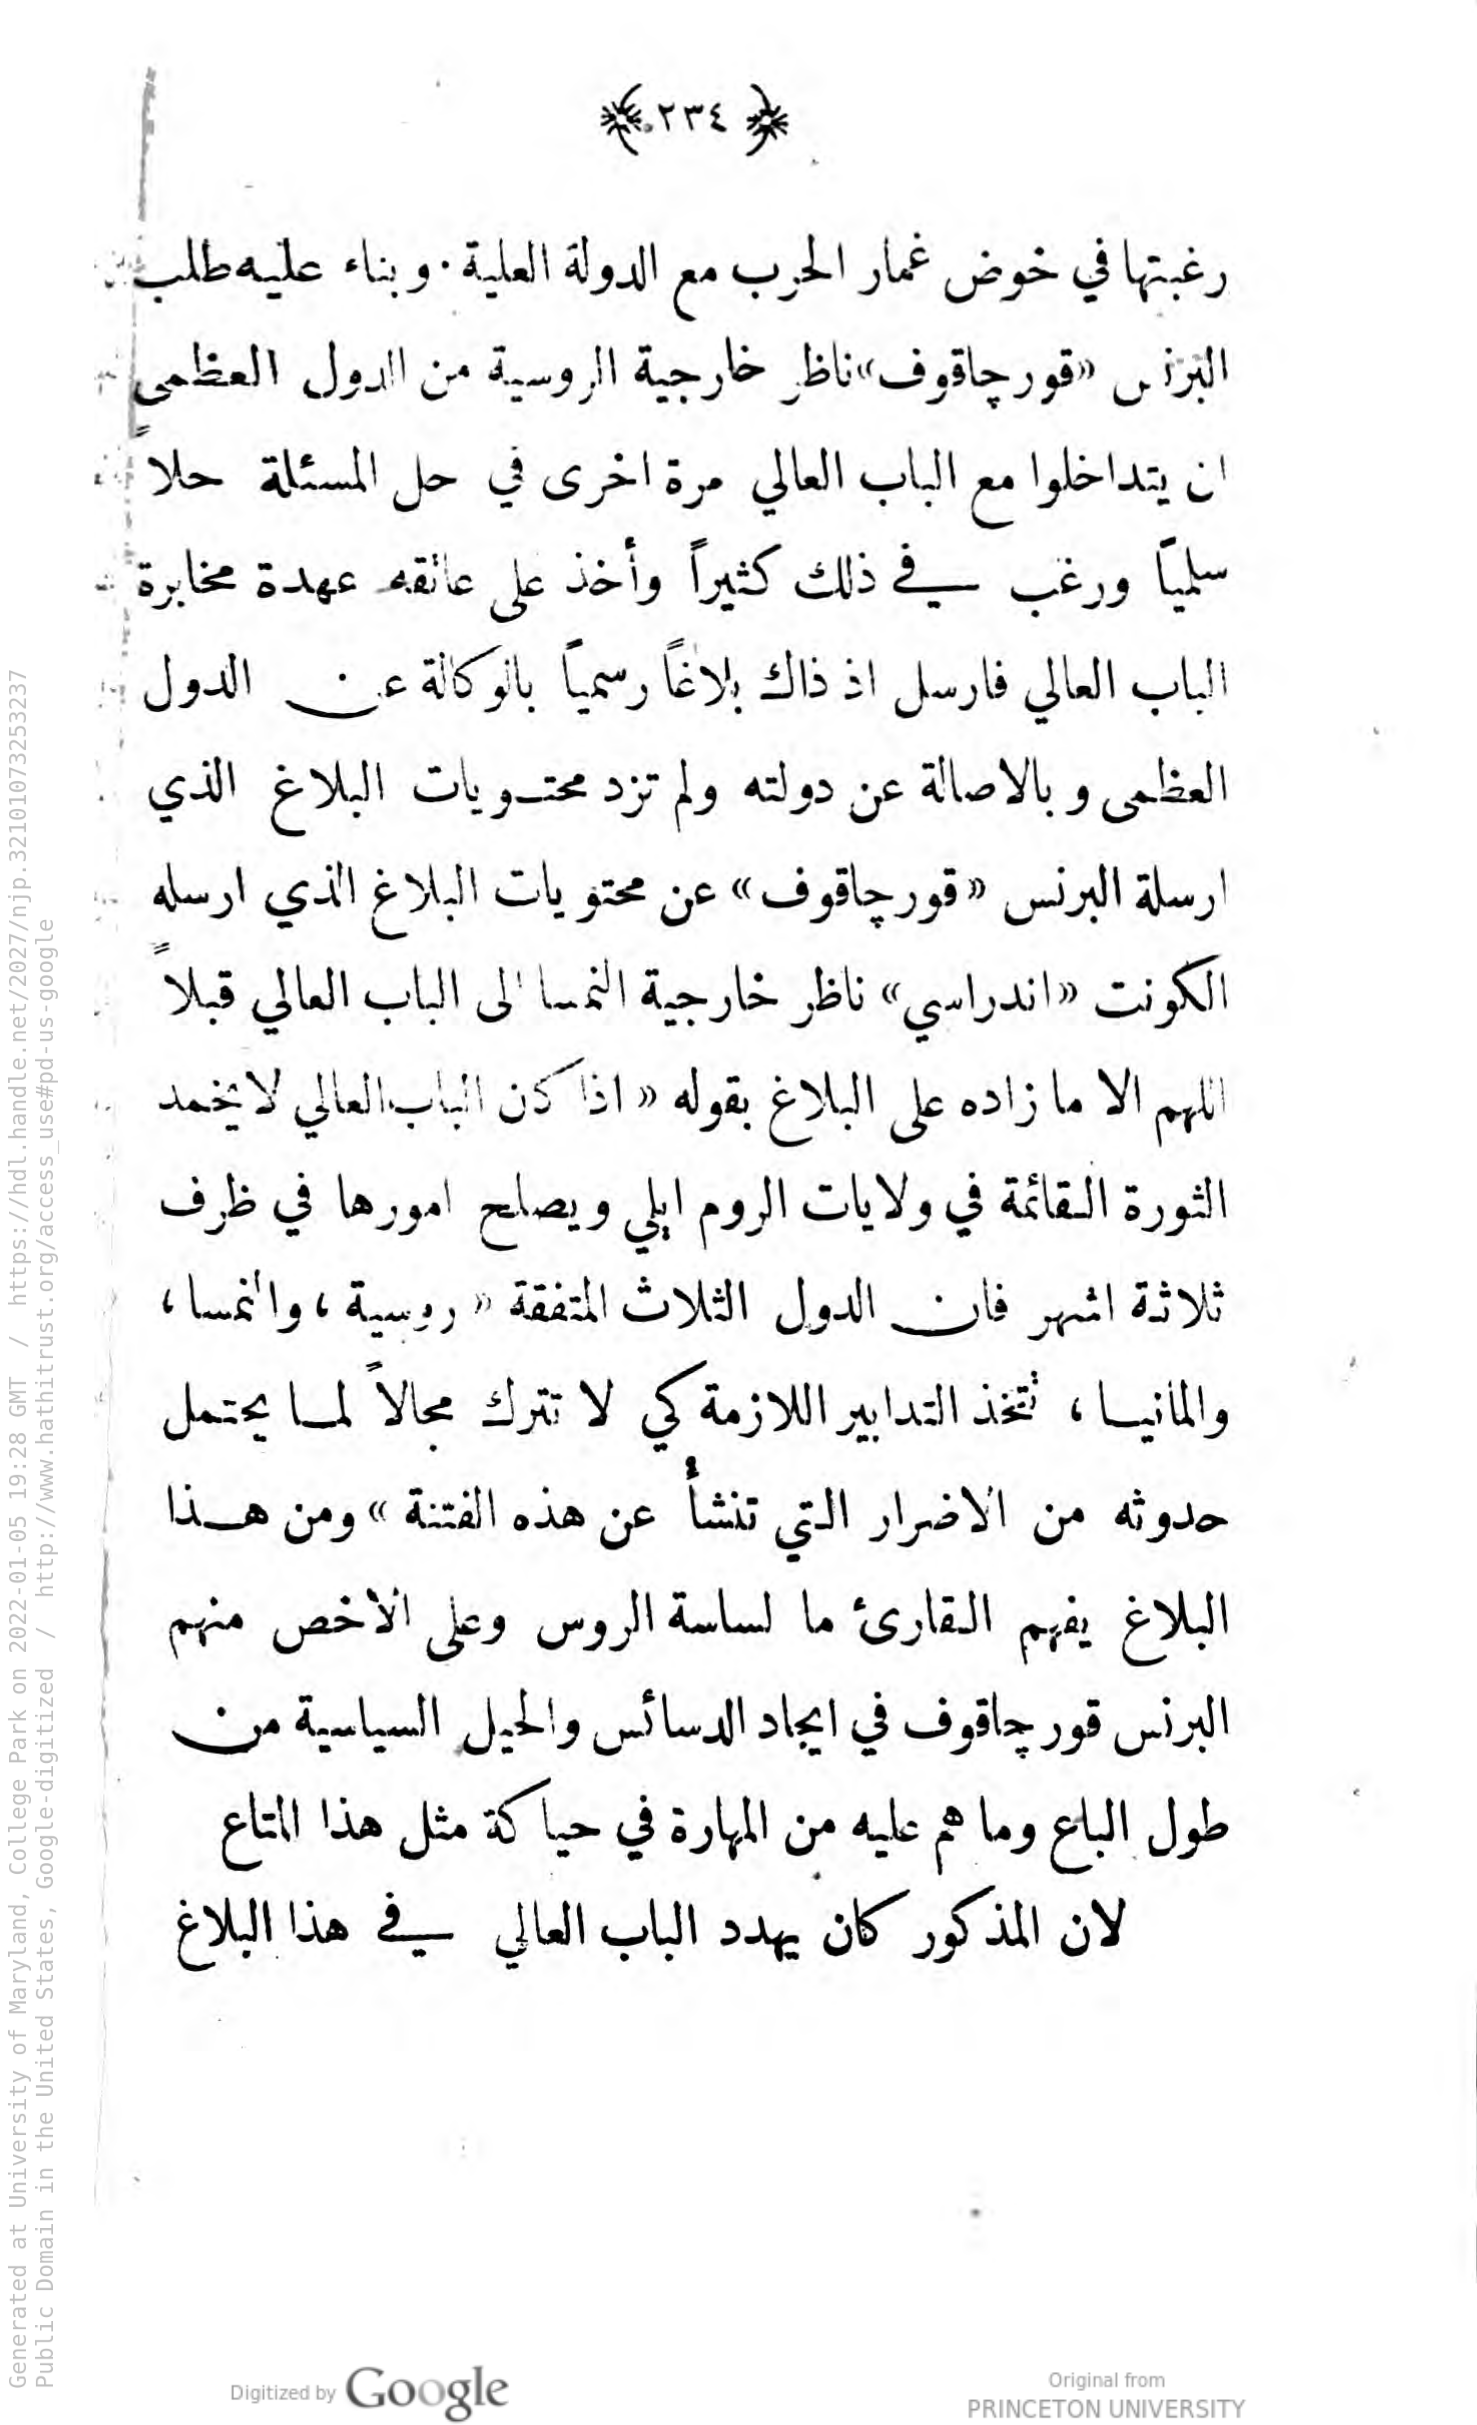 ٢٣٤
رغبتها في خوض غمار الحرب مع الدولة العلية . وبناء عليه طلب
البرنس «قورچاقوف» ناظر خارجية الروسية من الدول العظمى
ان يتداخلوا مع الباب العالي مرة اخرى في حل المسئلة حلاً
سلمياً ورغب في ذلك كثيراً وأخذ على عاتقه عهدة مخابرة
الباب العالي فارسل اذ ذاك بلاغاً رسمياً بالوكالة عن الدول
العظمى وبالاصالة عن دولته ولم تزد محتويات البلاغ الذي
ارسلة البرنس «قورچاقوف» عن محتويات البلاغ الذي ارسله
الكونت «اندراسي» ناظر خارجية النمسا الى الباب العالي قبلاً
اللهم الا ما زاده على البلاغ بقوله « اذا كان الباب العالي لا يخمد
الثورة القائمة في ولايات الروم ايلي ويصلح امورها في ظرف
ثلاثة اشهر فان الدول الثلاث المتفقة « روسية ، والنمسا ،
والمانيا ، تتخذ التدابير اللازمة كي لا تترك مجالاً لما يحتمل
حدوثه من الاضرار التي تنشأ عن هذه الفتنة » ومن هذا
البلاغ يفهم القارئ ما لساسة الروس وعلى الاخص منهم
البرنس قورچاقوف في ايجاد الدسائس والحيل السياسية من
طول الباع وما هم عليه من المهارة في حياكة مثل هذا المتاع
لان المذكور كان يهدد الباب العالي في هذا البلاغ
Generated at University of Maryland, College Park on 2022-01-05 19:28 GMT / https://hdl.handle.net/2027/njp.32101073253237
Public Domain in the United States, Google-digitized / http://www.hathitrust.org/access_use#pd-us-google
Digitized by Google
Original from
PRINCETON UNIVERSITY